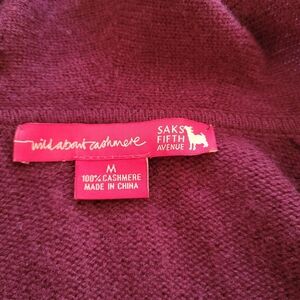 wild about cashmere
SAKS
FIFTH
AVENUE
M
100% CASHMERE
MADE IN CHINA